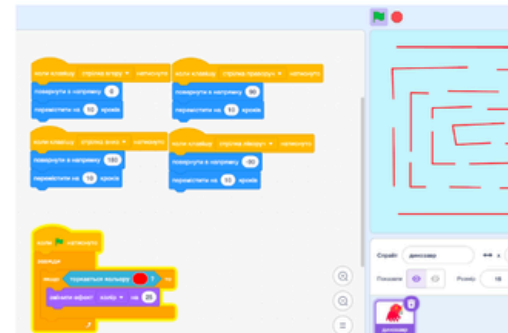 коли клавішу стрілка вгору натиснуто
повернути в напрямку 0
перемістити на 10 кроків
коли клавішу стрілка праворуч натиснуто
повернути в напрямку 90
перемістити на 10 кроків
коли клавішу стрілка вниз натиснуто
повернути в напрямку 180
перемістити на 10 кроків
коли клавішу стрілка ліворуч натиснуто
повернути в напрямку -90
перемістити на 10 кроків
коли натиснуто
завжди
якщо торкається кольору ? то
змінити ефект колір на 25
Спрайт динозавр
Показати Розмір
динозавр